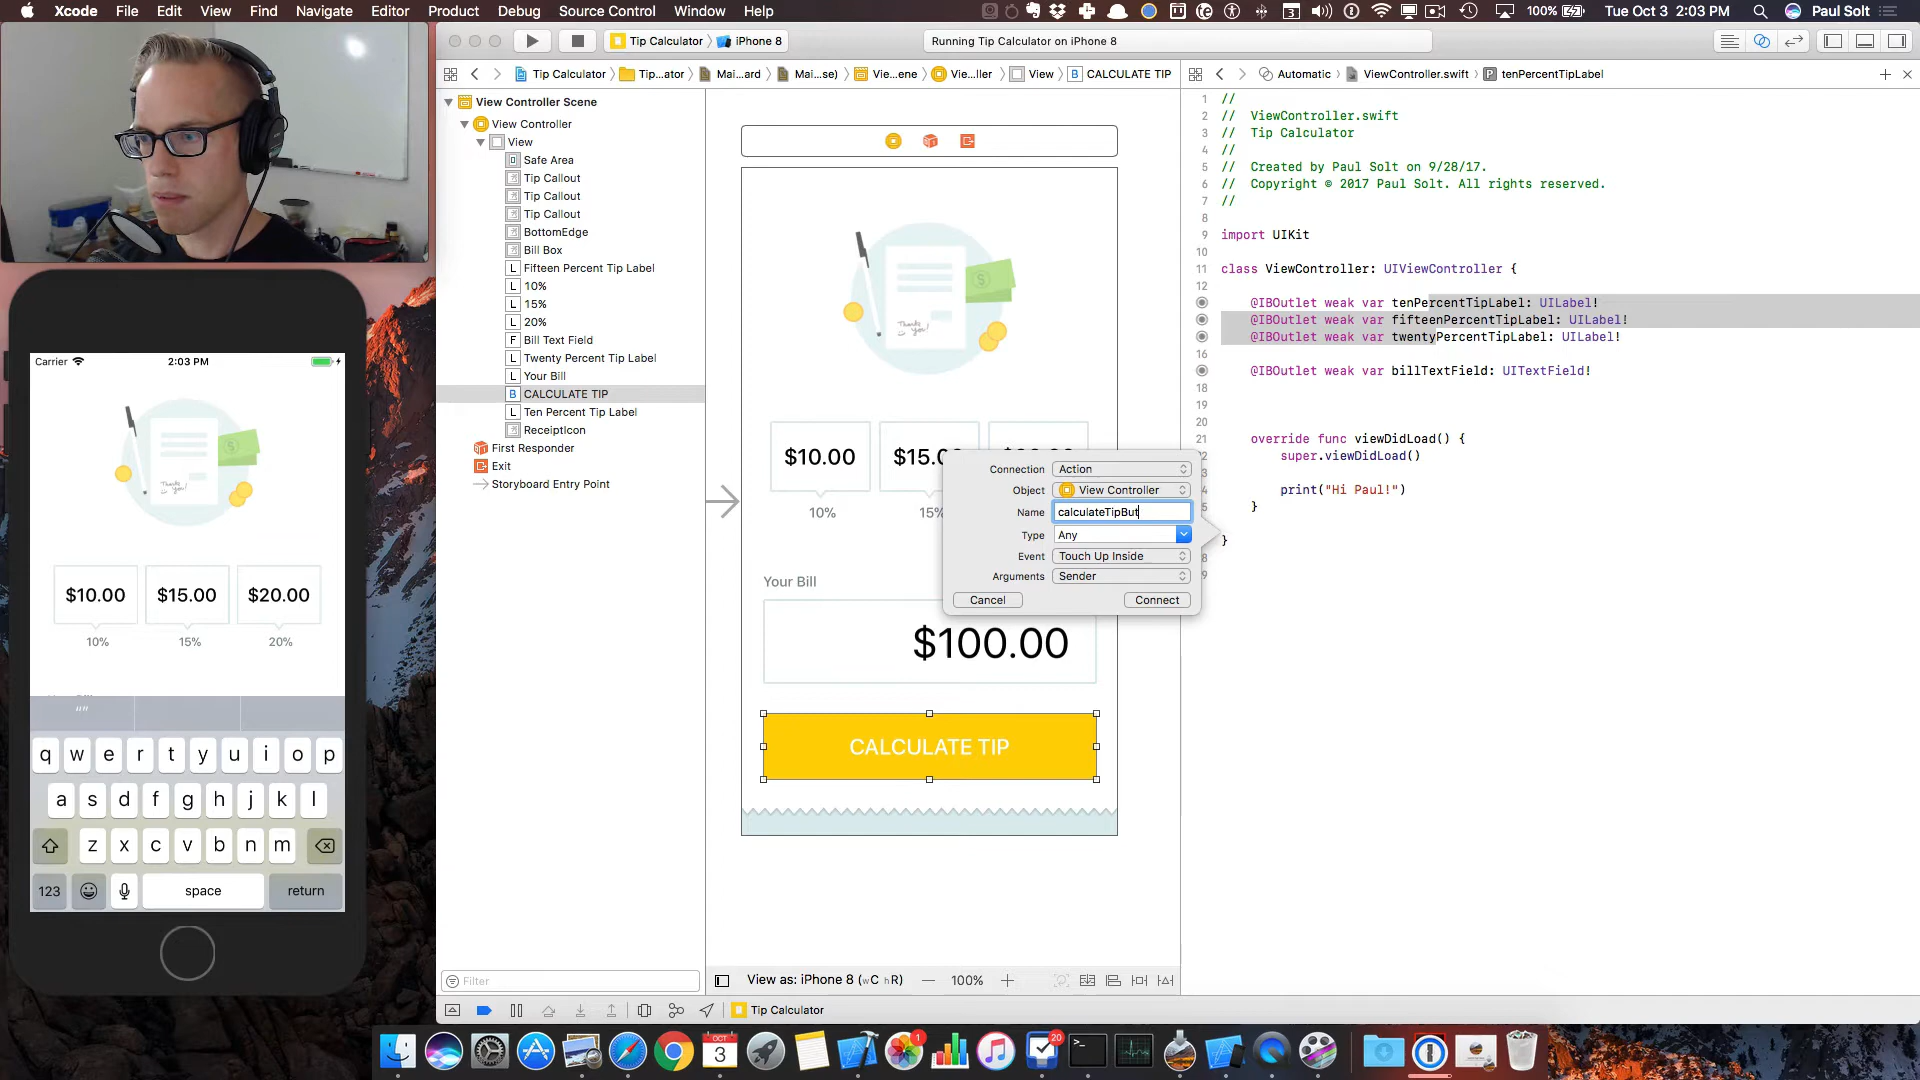 Xcode File Edit View Find Navigate Editor Product Debug Source Control Window Help
100% Tue Oct 3 2:03 PM Paul Solt
Tip Calculator iPhone 8
Running Tip Calculator on iPhone 8
Tip Calculator Tip...ator Mai...ard Mai...se) Vie...ene Vie...ller View B CALCULATE TIP
Automatic ViewController.swift P tenPercentTipLabel
View Controller Scene
View Controller
View
Safe Area
Tip Callout
Tip Callout
Tip Callout
BottomEdge
Bill Box
L Fifteen Percent Tip Label
L 10%
L 15%
L 20%
F Bill Text Field
L Twenty Percent Tip Label
L Your Bill
B CALCULATE TIP
L Ten Percent Tip Label
ReceiptIcon
First Responder
Exit
Storyboard Entry Point
Filter
Thanks you!
$10.00
$15.0
10%
15%
Your Bill
$100.00
CALCULATE TIP
Connection Action
Object View Controller
Name calculateTipBut
Type Any
Event Touch Up Inside
Arguments Sender
Cancel Connect
View as: iPhone 8 (wC hR) 100%
Tip Calculator
1 //
2 // ViewController.swift
3 // Tip Calculator
4 //
5 // Created by Paul Solt on 9/28/17.
6 // Copyright © 2017 Paul Solt. All rights reserved.
7 //
8
9 import UIKit
10
11 class ViewController: UIViewController {
12
@IBOutlet weak var tenPercentTipLabel: UILabel!
@IBOutlet weak var fifteenPercentTipLabel: UILabel!
@IBOutlet weak var twentyPercentTipLabel: UILabel!
16
@IBOutlet weak var billTextField: UITextField!
18
19
20
21 override func viewDidLoad() {
super.viewDidLoad()
print("Hi Paul!")
}
}
Carrier 2:03 PM
Thanks you!
$10.00 $15.00 $20.00
10% 15% 20%
“”
q w e r t y u i o p
a s d f g h j k l
z x c v b n m
123 space return
OCT
3
1
20